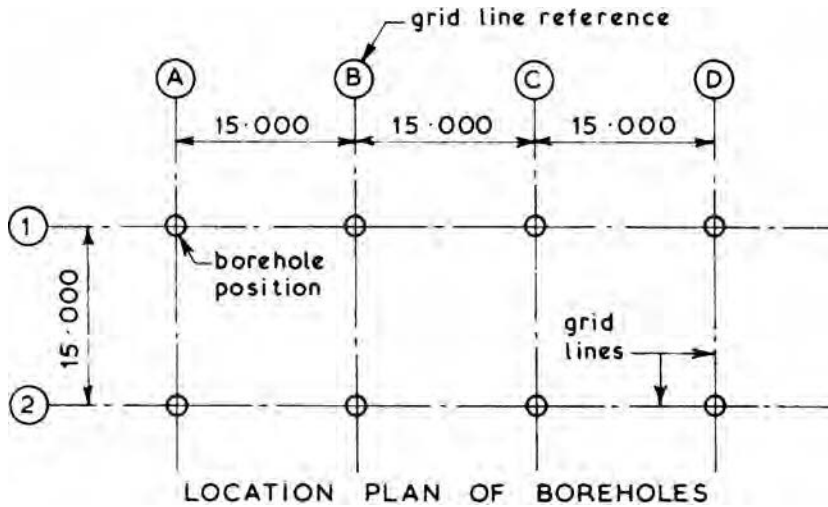 grid line reference
A B C D
15·000 15·000 15·000
1
borehole
position
15·000
grid
lines
2
LOCATION PLAN OF BOREHOLES